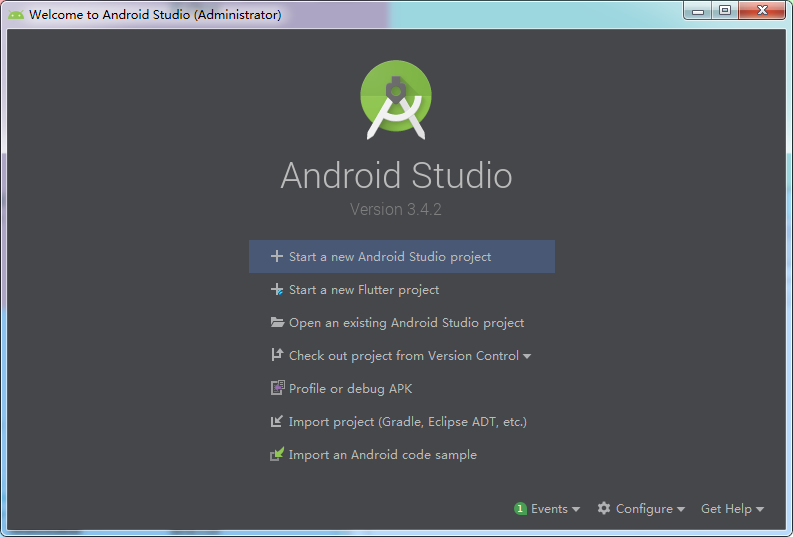 Welcome to Android Studio (Administrator)
Android Studio
Version 3.4.2
Start a new Android Studio project
Start a new Flutter project
Open an existing Android Studio project
Check out project from Version Control
Profile or debug APK
Import project (Gradle, Eclipse ADT, etc.)
Import an Android code sample
1 Events Configure Get Help